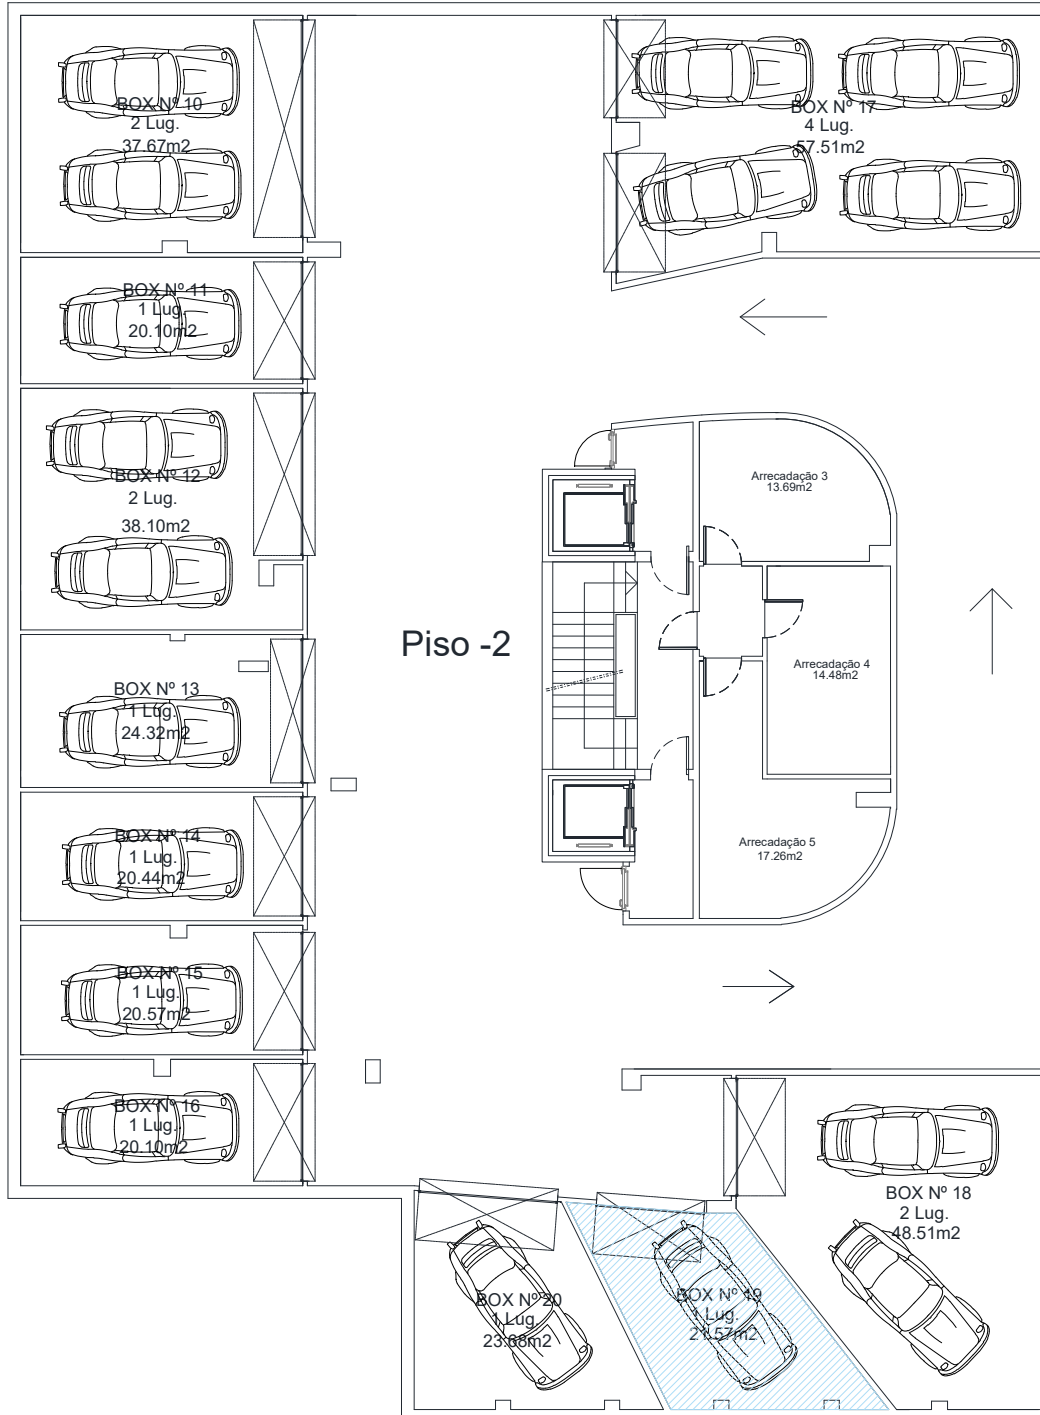 BOX Nº 10
2 Lug.
37.67m2
BOX Nº 17
4 Lug.
57.51m2
BOX Nº 11
1 Lug.
20.10m2
BOX Nº 12
2 Lug.
38.10m2
Arrecadação 3
13.69m2
Piso -2
Arrecadação 4
14.48m2
BOX Nº 13
1 Lug.
24.32m2
BOX Nº 14
1 Lug.
20.44m2
Arrecadação 5
17.26m2
BOX Nº 15
1 Lug.
20.57m2
BOX Nº 16
1 Lug.
20.10m2
BOX Nº 18
2 Lug.
48.51m2
BOX Nº 20
1 Lug.
23.68m2
BOX Nº 19
1 Lug.
21.57m2